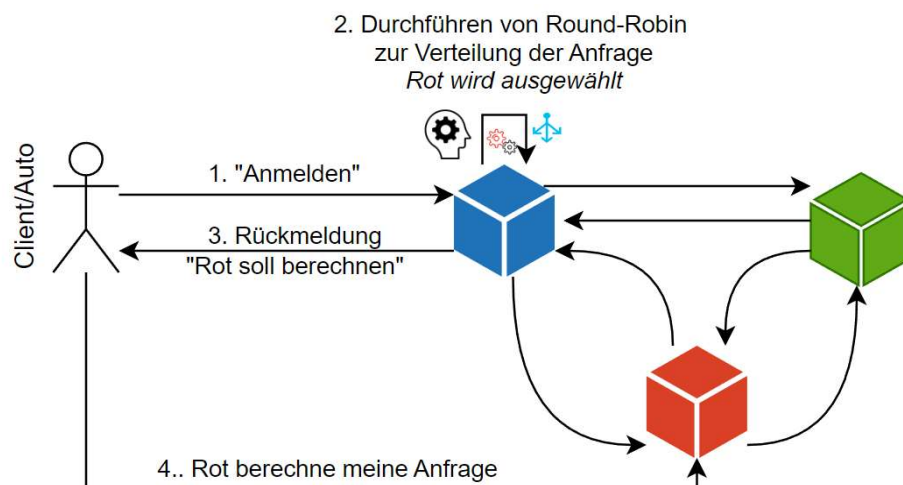 2. Durchführen von Round-Robin
zur Verteilung der Anfrage
Rot wird ausgewählt
Client/Auto
1. "Anmelden"
3. Rückmeldung
"Rot soll berechnen"
4.. Rot berechne meine Anfrage